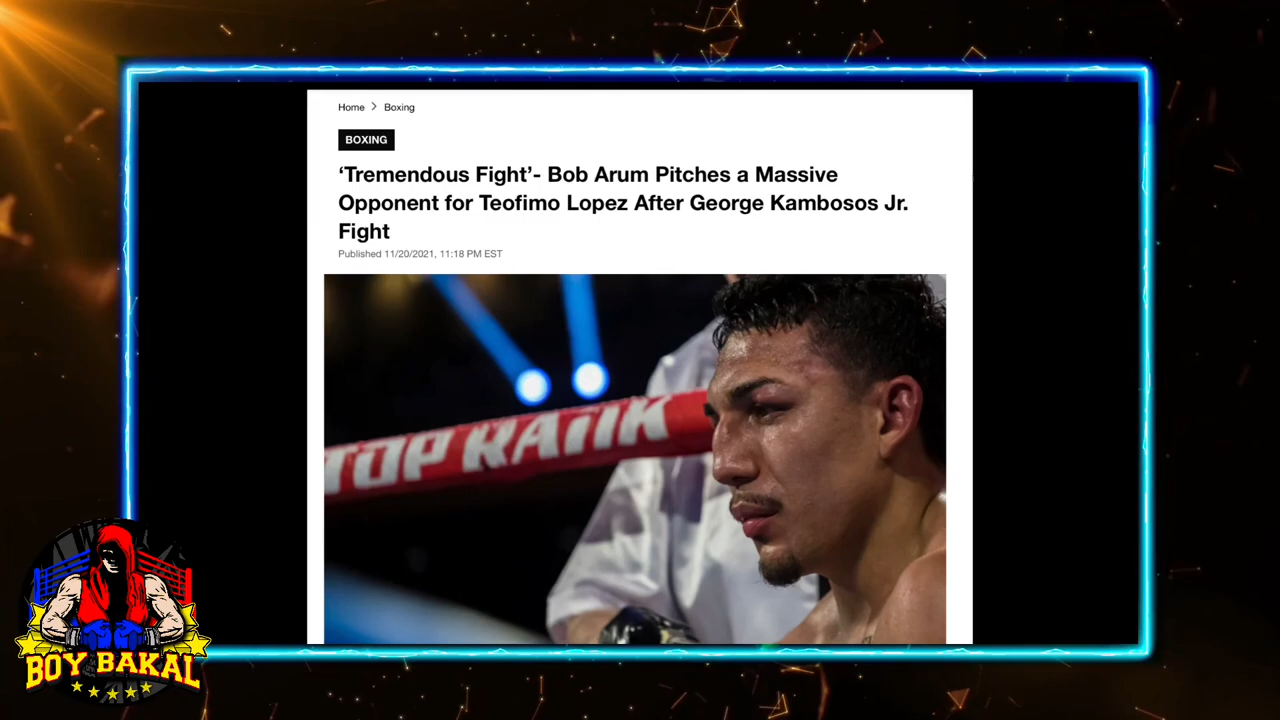 Home > Boxing
BOXING
‘Tremendous Fight’- Bob Arum Pitches a Massive
Opponent for Teofimo Lopez After George Kambosos Jr.
Fight
Published 11/20/2021, 11:18 PM EST
TOP RANK
BOY BAKAL